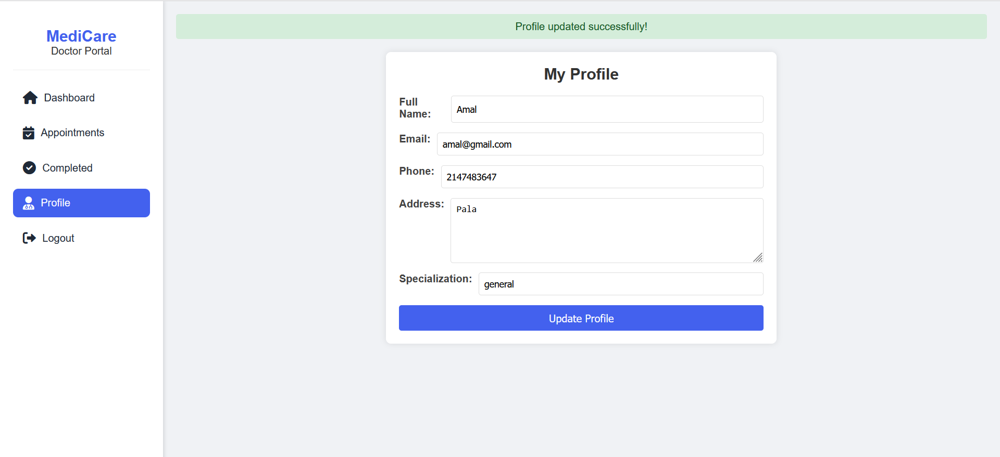 MediCare
Doctor Portal
Dashboard
Appointments
Completed
Profile
Logout
Profile updated successfully!
My Profile
Full Name:
Amal
Email:
amal@gmail.com
Phone:
2147483647
Address:
Pala
Specialization:
general
Update Profile